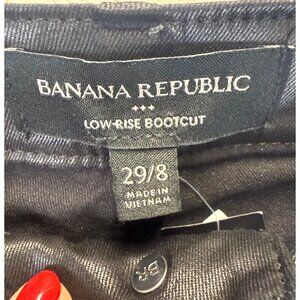 BANANA REPUBLIC
LOW-RISE BOOTCUT
29/8
MADE IN
VIETNAM
BR